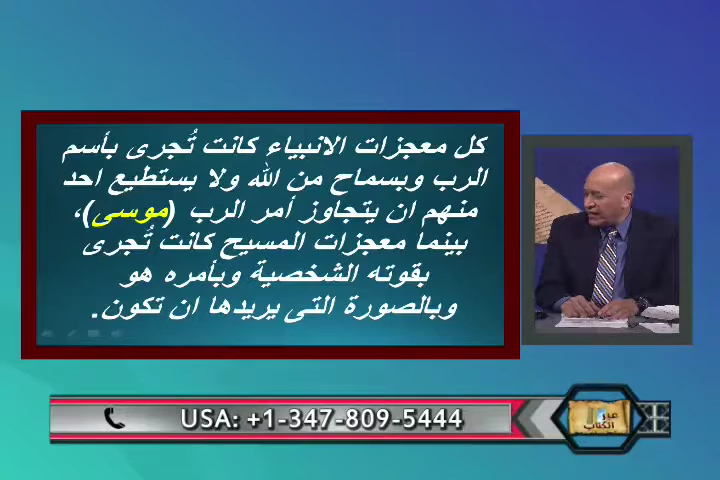 كل معجزات الانبياء كانت تُجرى بأسم
الرب وبسماح من الله ولا يستطيع احد
منهم ان يتجاوز أمر الرب (موسى)،
بينما معجزات المسيح كانت تُجرى
بقوته الشخصية وبأمره هو
وبالصورة التى يريدها ان تكون.
USA: +1-347-809-5444
عبر
الكتاب